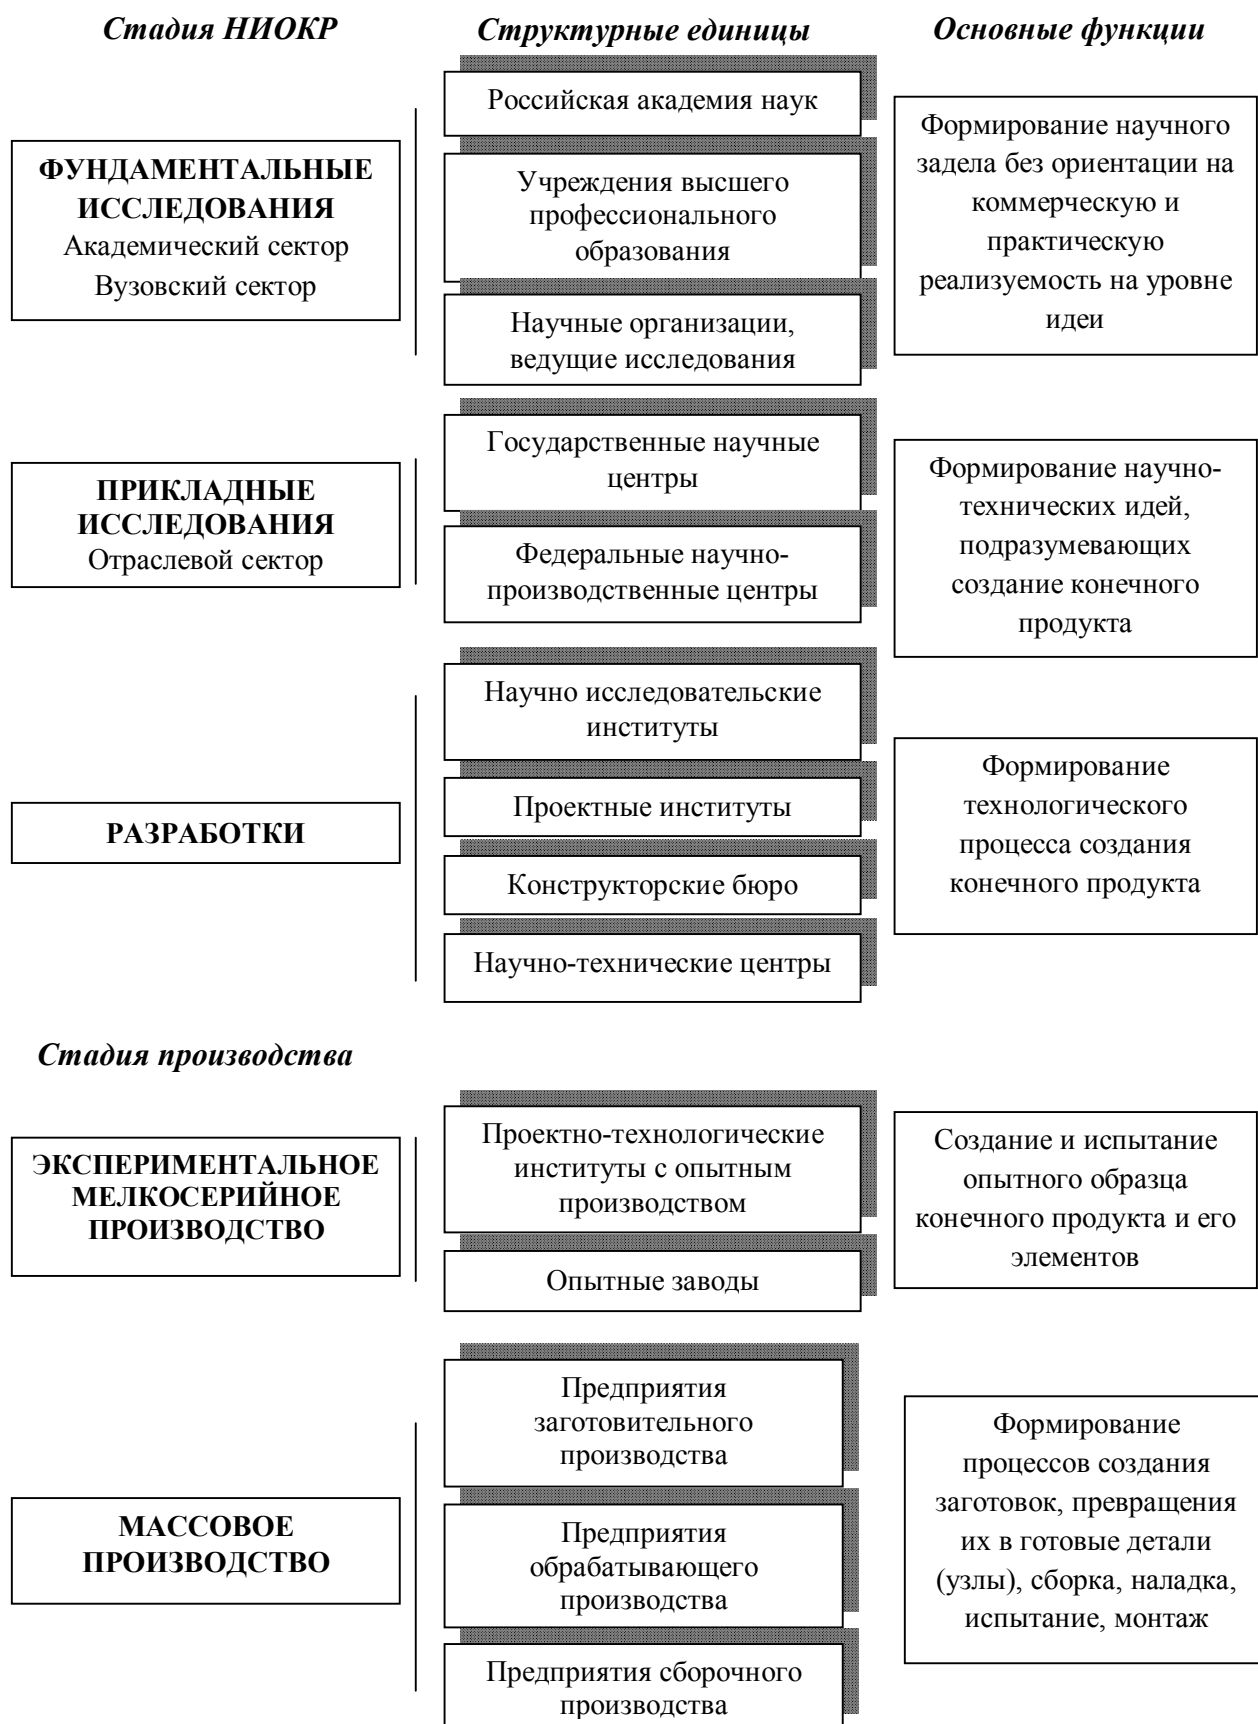 Стадия НИОКР
Структурные единицы
Основные функции
ФУНДАМЕНТАЛЬНЫЕ
ИССЛЕДОВАНИЯ
Академический сектор
Вузовский сектор
Российская академия наук
Учреждения высшего
профессионального
образования
Научные организации,
ведущие исследования
Формирование научного
задела без ориентации на
коммерческую и
практическую
реализуемость на уровне
идеи
ПРИКЛАДНЫЕ
ИССЛЕДОВАНИЯ
Отраслевой сектор
Государственные научные
центры
Федеральные научно-
производственные центры
Формирование научно-
технических идей,
подразумевающих
создание конечного
продукта
РАЗРАБОТКИ
Научно исследовательские
институты
Проектные институты
Конструкторские бюро
Научно-технические центры
Формирование
технологического
процесса создания
конечного продукта
Стадия производства
ЭКСПЕРИМЕНТАЛЬНОЕ
МЕЛКОСЕРИЙНОЕ
ПРОИЗВОДСТВО
Проектно-технологические
институты с опытным
производством
Опытные заводы
Создание и испытание
опытного образца
конечного продукта и его
элементов
МАССОВОЕ
ПРОИЗВОДСТВО
Предприятия
заготовительного
производства
Предприятия
обрабатывающего
производства
Предприятия сборочного
производства
Формирование
процессов создания
заготовок, превращения
их в готовые детали
(узлы), сборка, наладка,
испытание, монтаж